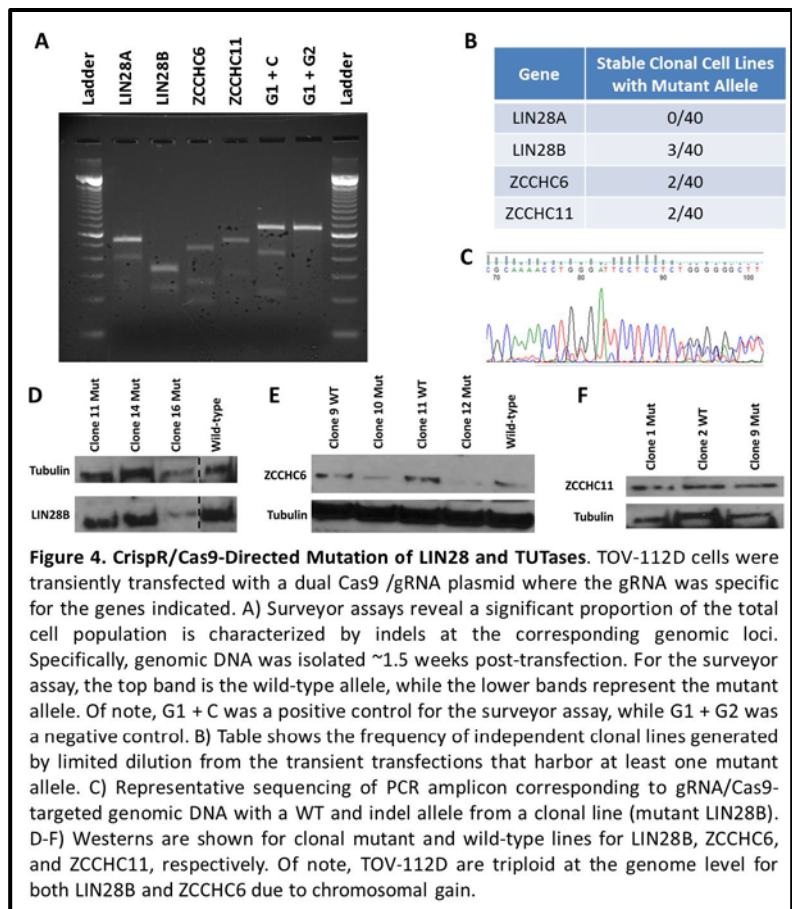 A
Ladder
LIN28A
LIN28B
ZCCHC6
ZCCHC11
G1 + C
G1 + G2
Ladder
B
Gene Stable Clonal Cell Lines with Mutant Allele
LIN28A 0/40
LIN28B 3/40
ZCCHC6 2/40
ZCCHC11 2/40
C
C G C A A A A C C T G G G A T T C C T C C T C T G G G G G G C T T
70 80 90 100
D
Clone 11 Mut
Clone 14 Mut
Clone 16 Mut
Wild-type
Tubulin
LIN28B
E
Clone 9 WT
Clone 10 Mut
Clone 11 WT
Clone 12 Mut
Wild-type
ZCCHC6
Tubulin
F
Clone 1 Mut
Clone 2 WT
Clone 9 Mut
ZCCHC11
Tubulin
Figure 4. CrispR/Cas9-Directed Mutation of LIN28 and TUTases. TOV-112D cells were
transiently transfected with a dual Cas9 /gRNA plasmid where the gRNA was specific
for the genes indicated. A) Surveyor assays reveal a significant proportion of the total
cell population is characterized by indels at the corresponding genomic loci.
Specifically, genomic DNA was isolated ~1.5 weeks post-transfection. For the surveyor
assay, the top band is the wild-type allele, while the lower bands represent the mutant
allele. Of note, G1 + C was a positive control for the surveyor assay, while G1 + G2 was
a negative control. B) Table shows the frequency of independent clonal lines generated
by limited dilution from the transient transfections that harbor at least one mutant
allele. C) Representative sequencing of PCR amplicon corresponding to gRNA/Cas9-
targeted genomic DNA with a WT and indel allele from a clonal line (mutant LIN28B).
D-F) Westerns are shown for clonal mutant and wild-type lines for LIN28B, ZCCHC6,
and ZCCHC11, respectively. Of note, TOV-112D are triploid at the genome level for
both LIN28B and ZCCHC6 due to chromosomal gain.